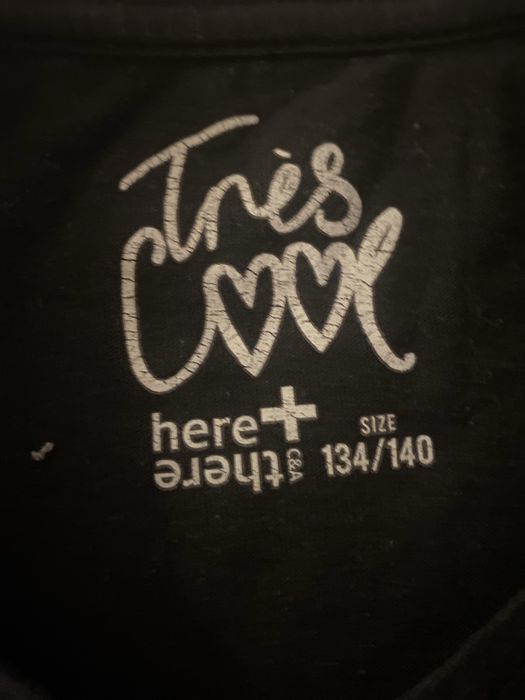 Très
Cool
here+
there C&A
SIZE
134/140